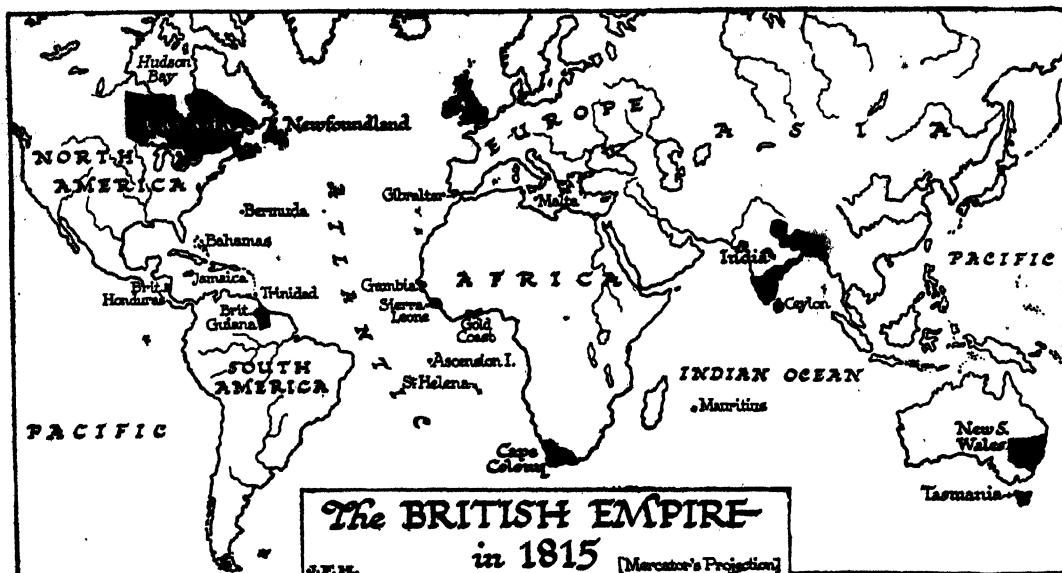 Hudson
Bay
Newfoundland
NORTH
AMERICA
EUROPE
ASIA
Gibraltar
Malta
Bermuda
ATLANTIC
Bahamas
Jamaica
Brit.
Honduras
Trinidad
Brit.
Guiana
Gambia
Sierra
Leone
AFRICA
Gold
Coast
India
Ceylon
PACIFIC
Ascension I.
St Helena
SOUTH
AMERICA
INDIAN OCEAN
Mauritius
PACIFIC
Cape
Colony
New S.
Wales
Tasmania
The BRITISH EMPIRE
in 1815
[Mercator's Projection]
J.F.H.